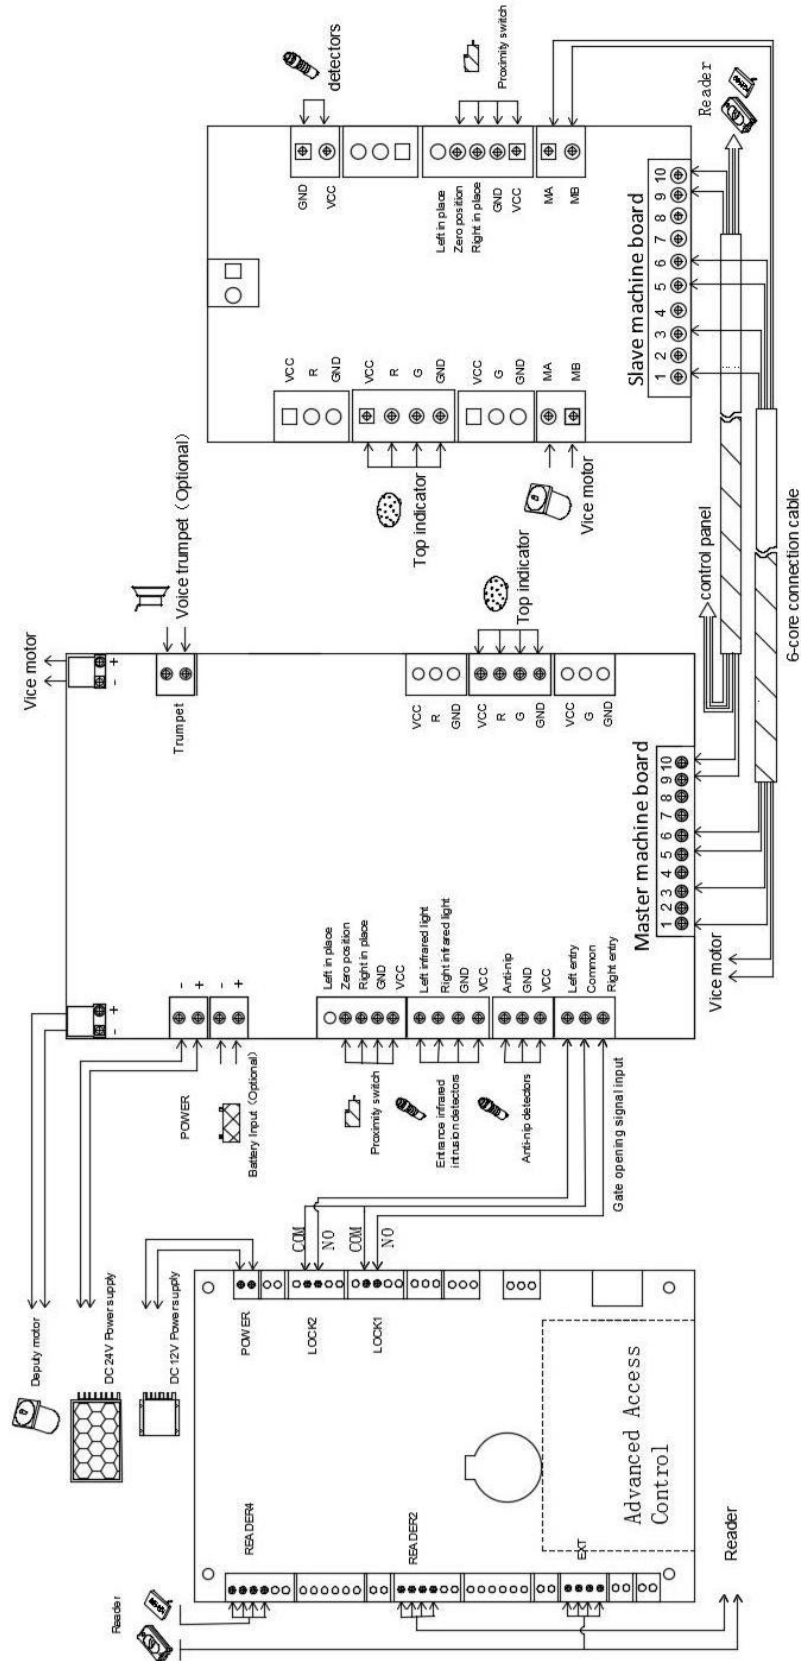 detectors
GND
VCC
Proximity switch
Left in place
Zero position
Right in place
GND
VCC
MA
MB
Reader
Slave machine board
1 2 3 4 5 6 7 8 9 10
VCC
R
GND
VCC
R
G
GND
VCC
G
GND
MA
MB
Top indicator
Vice motor
control panel
6-core connection cable
Voice trumpet (Optional)
Vice motor
- +
Trumpet
Top indicator
VCC
R
GND
VCC
R
G
GND
VCC
G
GND
Master machine board
1 2 3 4 5 6 7 8 9 10
Vice motor
- +
-
+
-
+
POWER
Battery Input (Optional)
Left in place
Zero position
Right in place
GND
VCC
Proximity switch
Left infrared light
Right infrared light
GND
VCC
Entrance infrared
intrusion detectors
Anti-nip
GND
VCC
Anti-nip detectors
Left entry
Common
Right entry
Gate opening signal input
Deputy motor
DC 24V Power supply
DC 12V Power supply
COM
NO
COM
NO
POWER
LOCK2
LOCK1
Advanced Access
Control
READER4
READER2
EXT
Reader
Reader